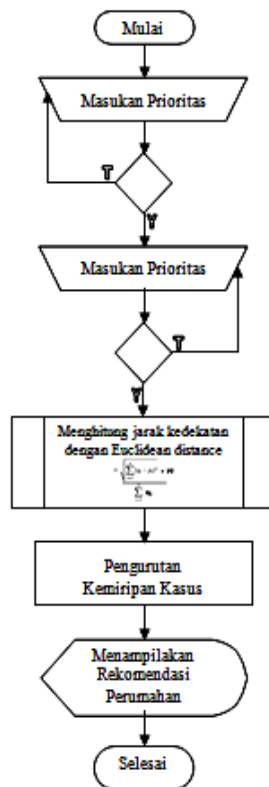 Mulai
Masukan Prioritas
T
Y
Masukan Prioritas
T
Y
Menghitung jarak kedekatan
dengan Euclidean distance
Pengurutan
Kemiripan Kasus
Menampilakan
Rekomendasi
Perumahan
Selesai